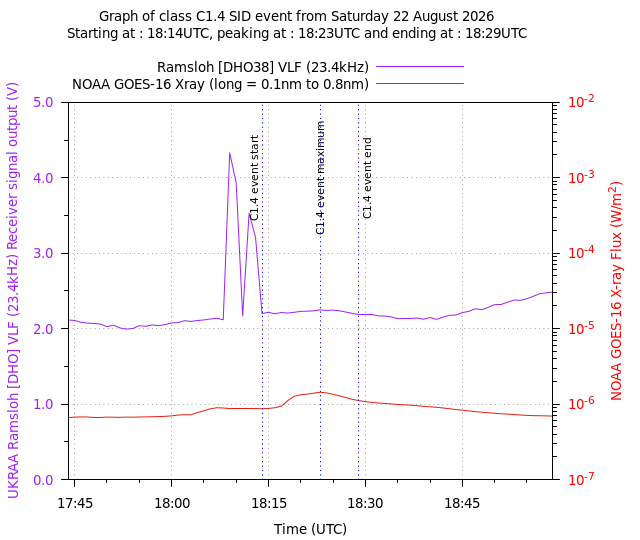 Graph of class C1.4 SID event from Saturday 22 August 2026
Starting at : 18:14UTC, peaking at : 18:23UTC and ending at : 18:29UTC
Ramsloh [DHO38] VLF (23.4kHz)
NOAA GOES-16 Xray (long = 0.1nm to 0.8nm)
UKRAA Ramsloh [DHO] VLF (23.4kHz) Receiver signal output (V)
5.0
4.0
3.0
2.0
1.0
0.0
C1.4 event start
C1.4 event maximum
C1.4 event end
10-2
10-3
10-4
10-5
10-6
10-7
NOAA GOES-16 X-ray Flux (W/m2)
17:45 18:00 18:15 18:30 18:45
Time (UTC)